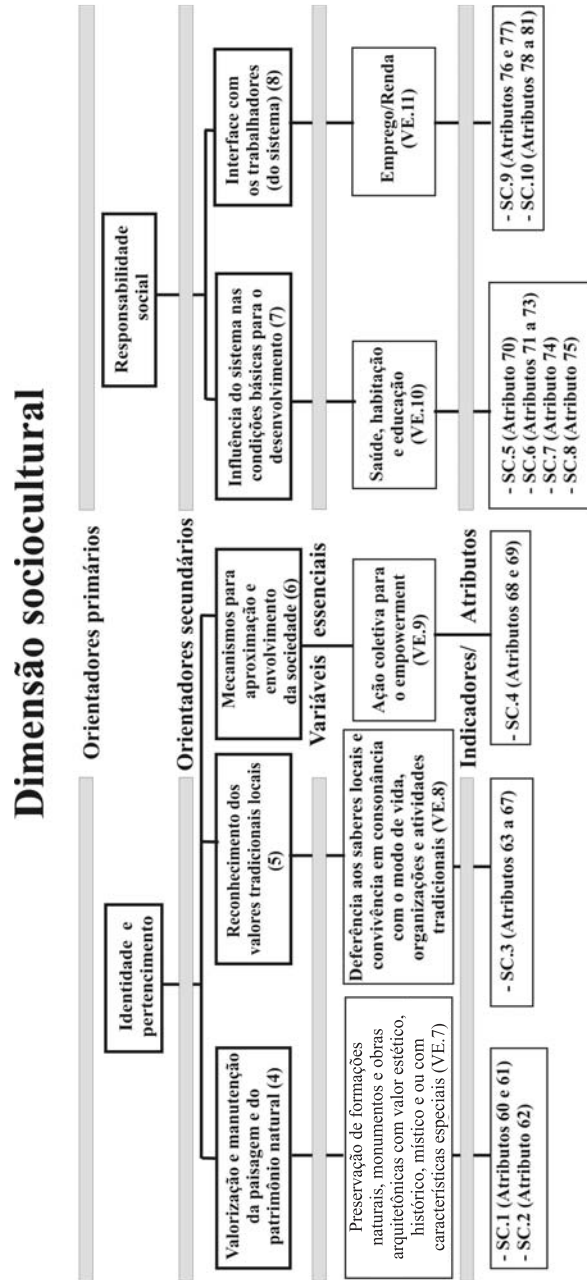 Dimensão sociocultural
Orientadores primários
Identidade e
pertencimento
Responsabilidade
social
Orientadores secundários
Valorização e manutenção
da paisagem e do
patrimônio natural (4)
Reconhecimento dos
valores tradicionais locais
(5)
Mecanismos para
aproximação e
envolvimento
da sociedade (6)
Influência do sistema nas
condições básicas para o
desenvolvimento (7)
Interface com
os trabalhadores
(do sistema) (8)
Variáveis essenciais
Preservação de formações
naturais, monumentos e obras
arquitetônicas com valor estético,
histórico, místico e ou com
características especiais (VE.7)
Deferência aos saberes locais e
convivência em consonância
com o modo de vida,
organizações e atividades
tradicionais (VE.8)
Ação coletiva para
o empowerment
(VE.9)
Saúde, habitação
e educação
(VE.10)
Emprego/Renda
(VE.11)
Indicadores/ Atributos
- SC.1 (Atributos 60 e 61)
- SC.2 (Atributo 62)
- SC.3 (Atributos 63 a 67)
- SC.4 (Atributos 68 e 69)
- SC.5 (Atributo 70)
- SC.6 (Atributos 71 a 73)
- SC.7 (Atributo 74)
- SC.8 (Atributo 75)
- SC.9 (Atributos 76 e 77)
- SC.10 (Atributos 78 a 81)